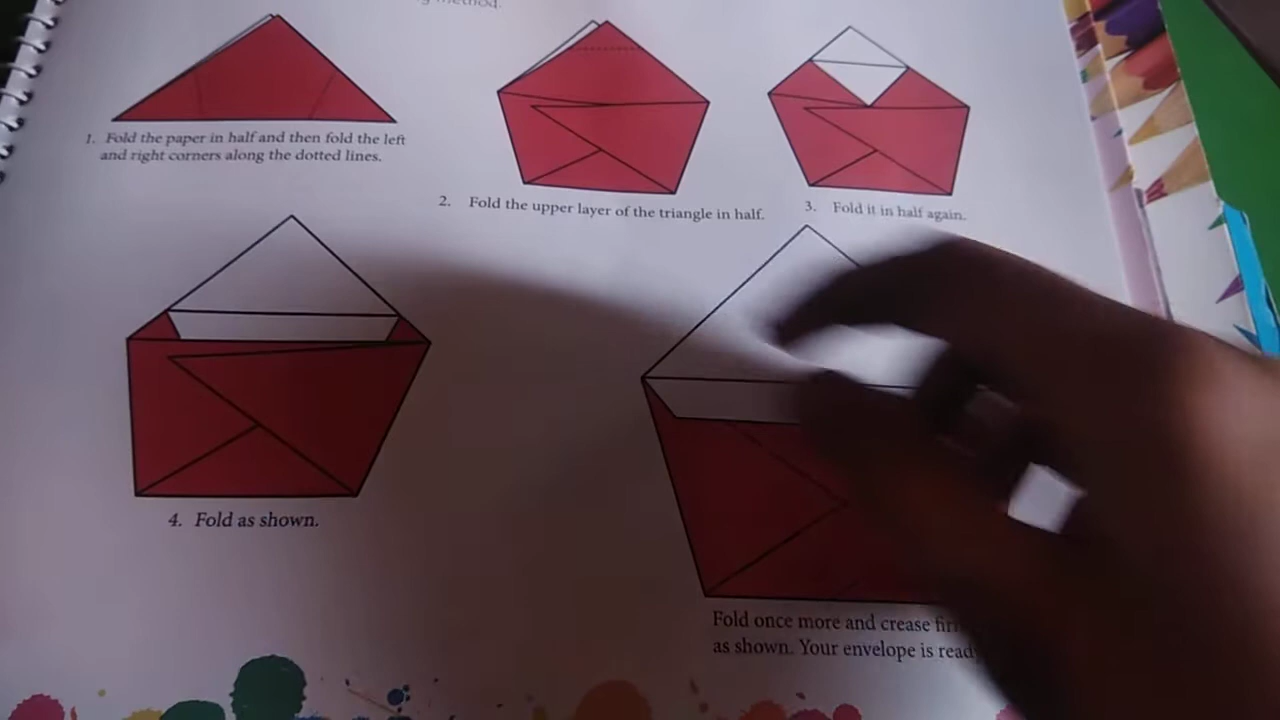 method.
1. Fold the paper in half and then fold the left
and right corners along the dotted lines.
2. Fold the upper layer of the triangle in half.
3. Fold it in half again.
4. Fold as shown.
Fold once more and crease
as shown. Your envelope is